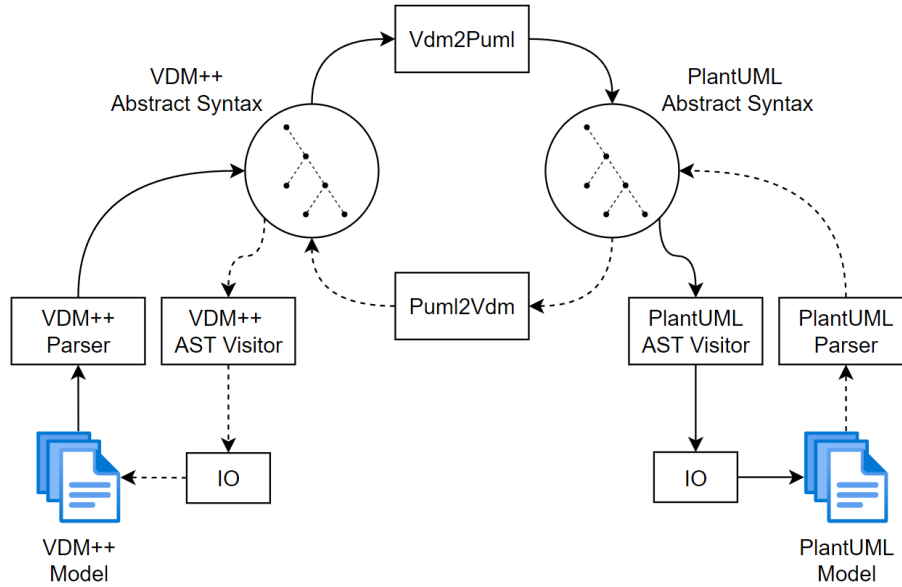 Vdm2Puml
VDM++
Abstract Syntax
PlantUML
Abstract Syntax
Puml2Vdm
VDM++
Parser
VDM++
AST Visitor
PlantUML
AST Visitor
PlantUML
Parser
IO
IO
VDM++
Model
PlantUML
Model